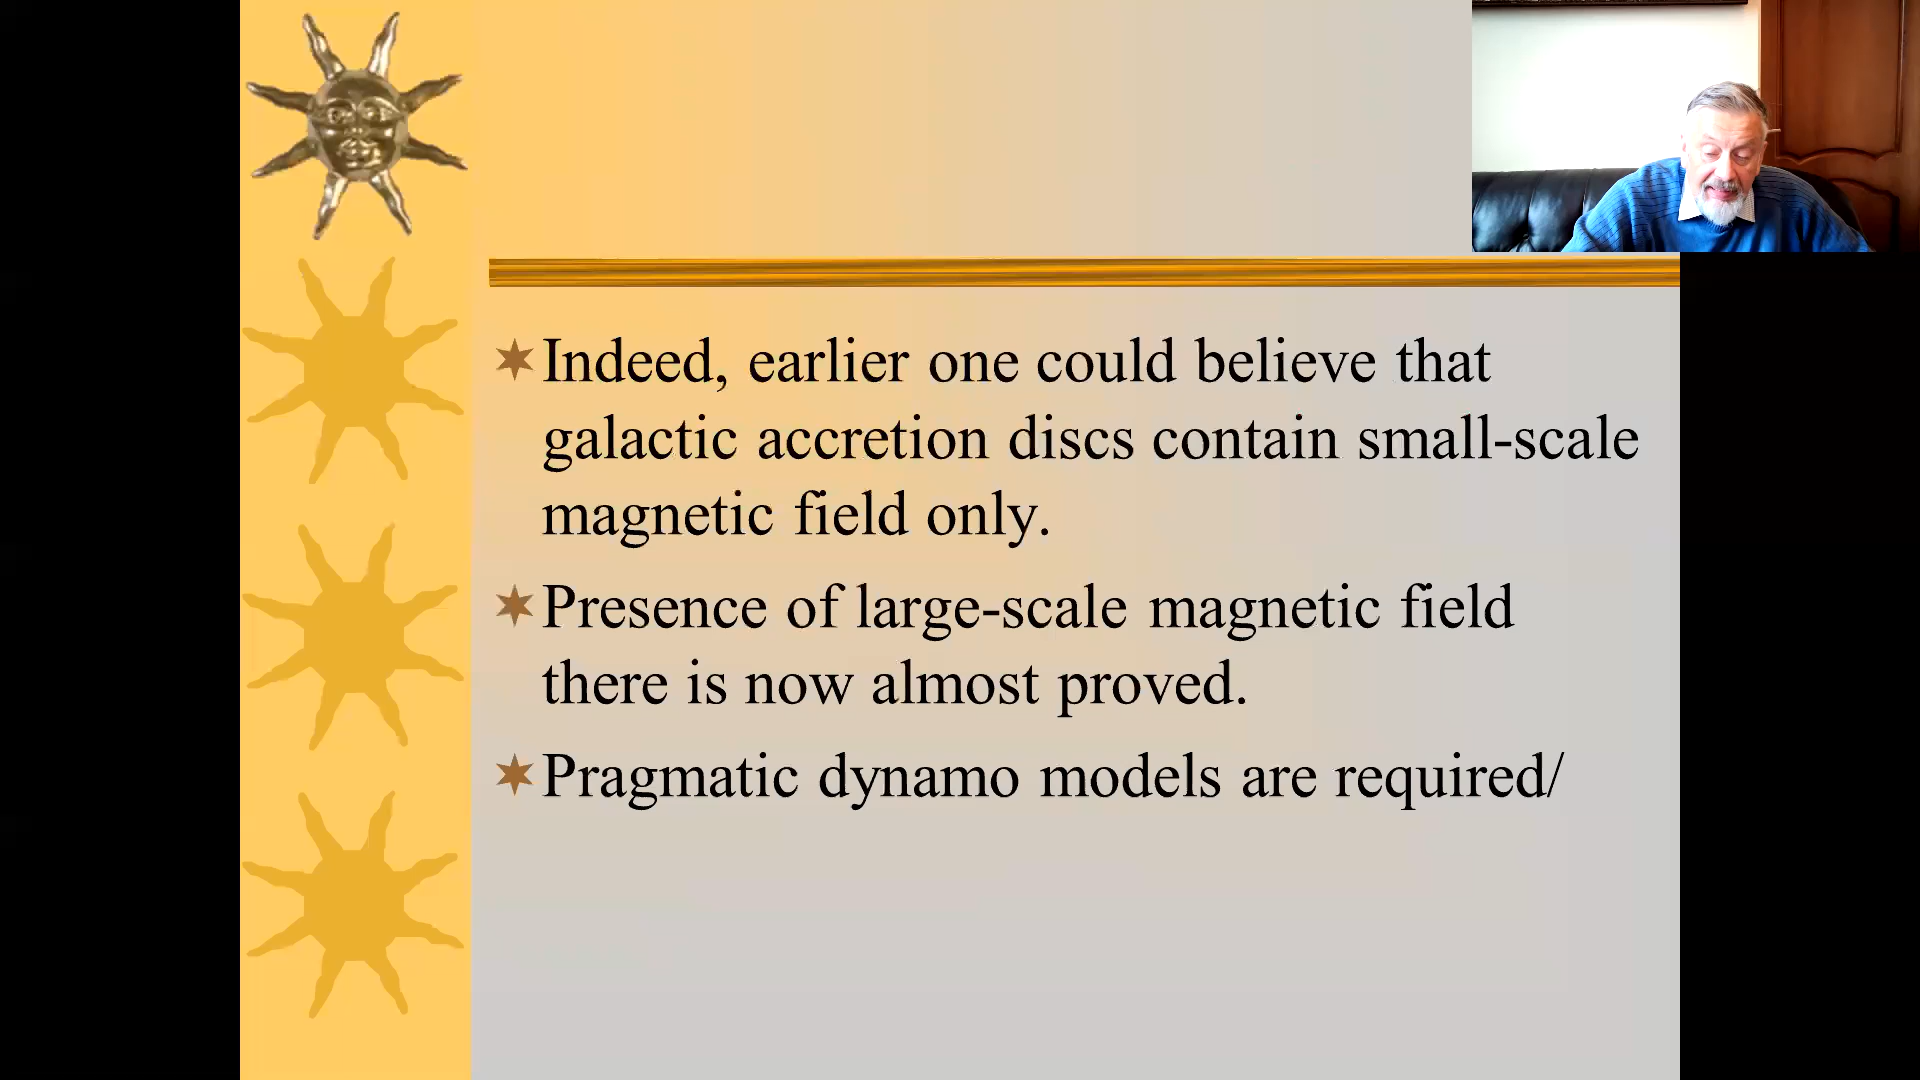 Indeed, earlier one could believe that
galactic accretion discs contain small-scale
magnetic field only.
Presence of large-scale magnetic field
there is now almost proved.
Pragmatic dynamo models are required/